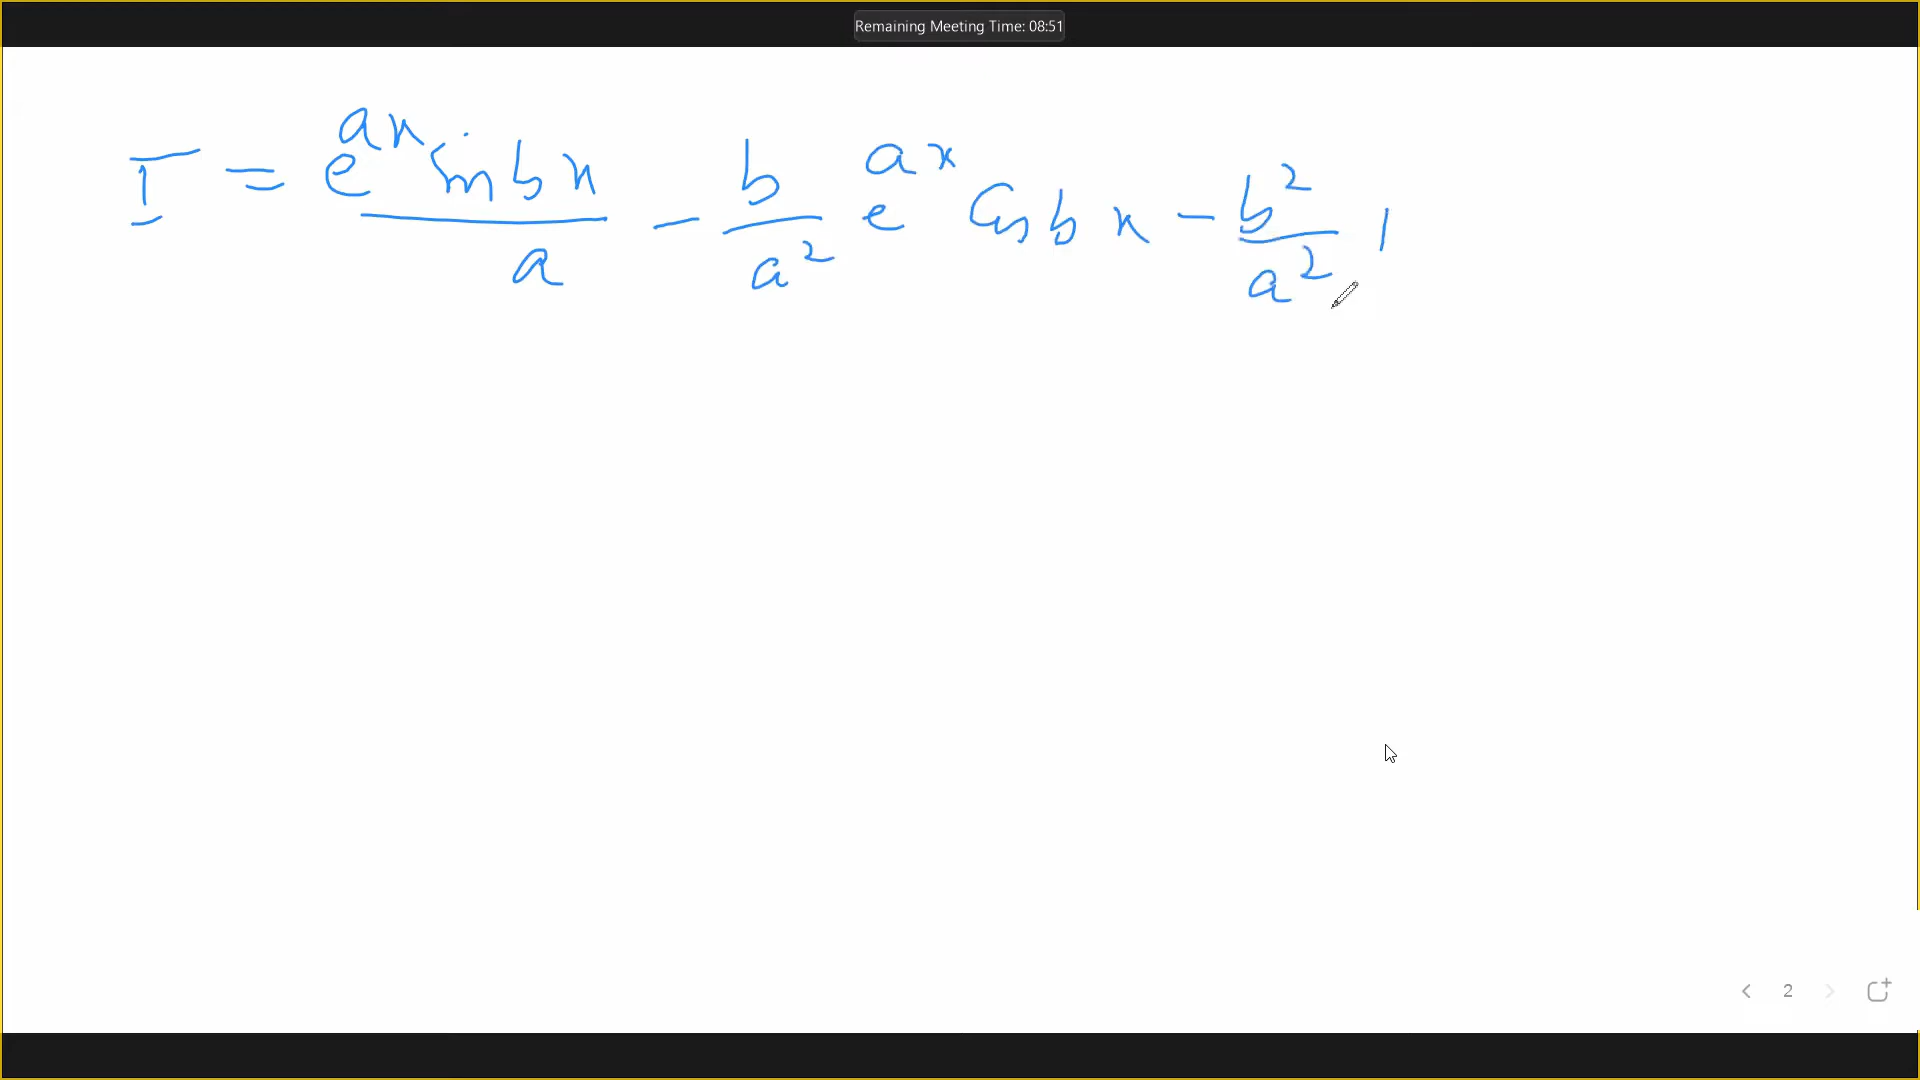 Remaining Meeting Time: 08:51
I = e^{ax} sin bx / a - b/a² e^{ax} Cos bx - b²/a² I
2